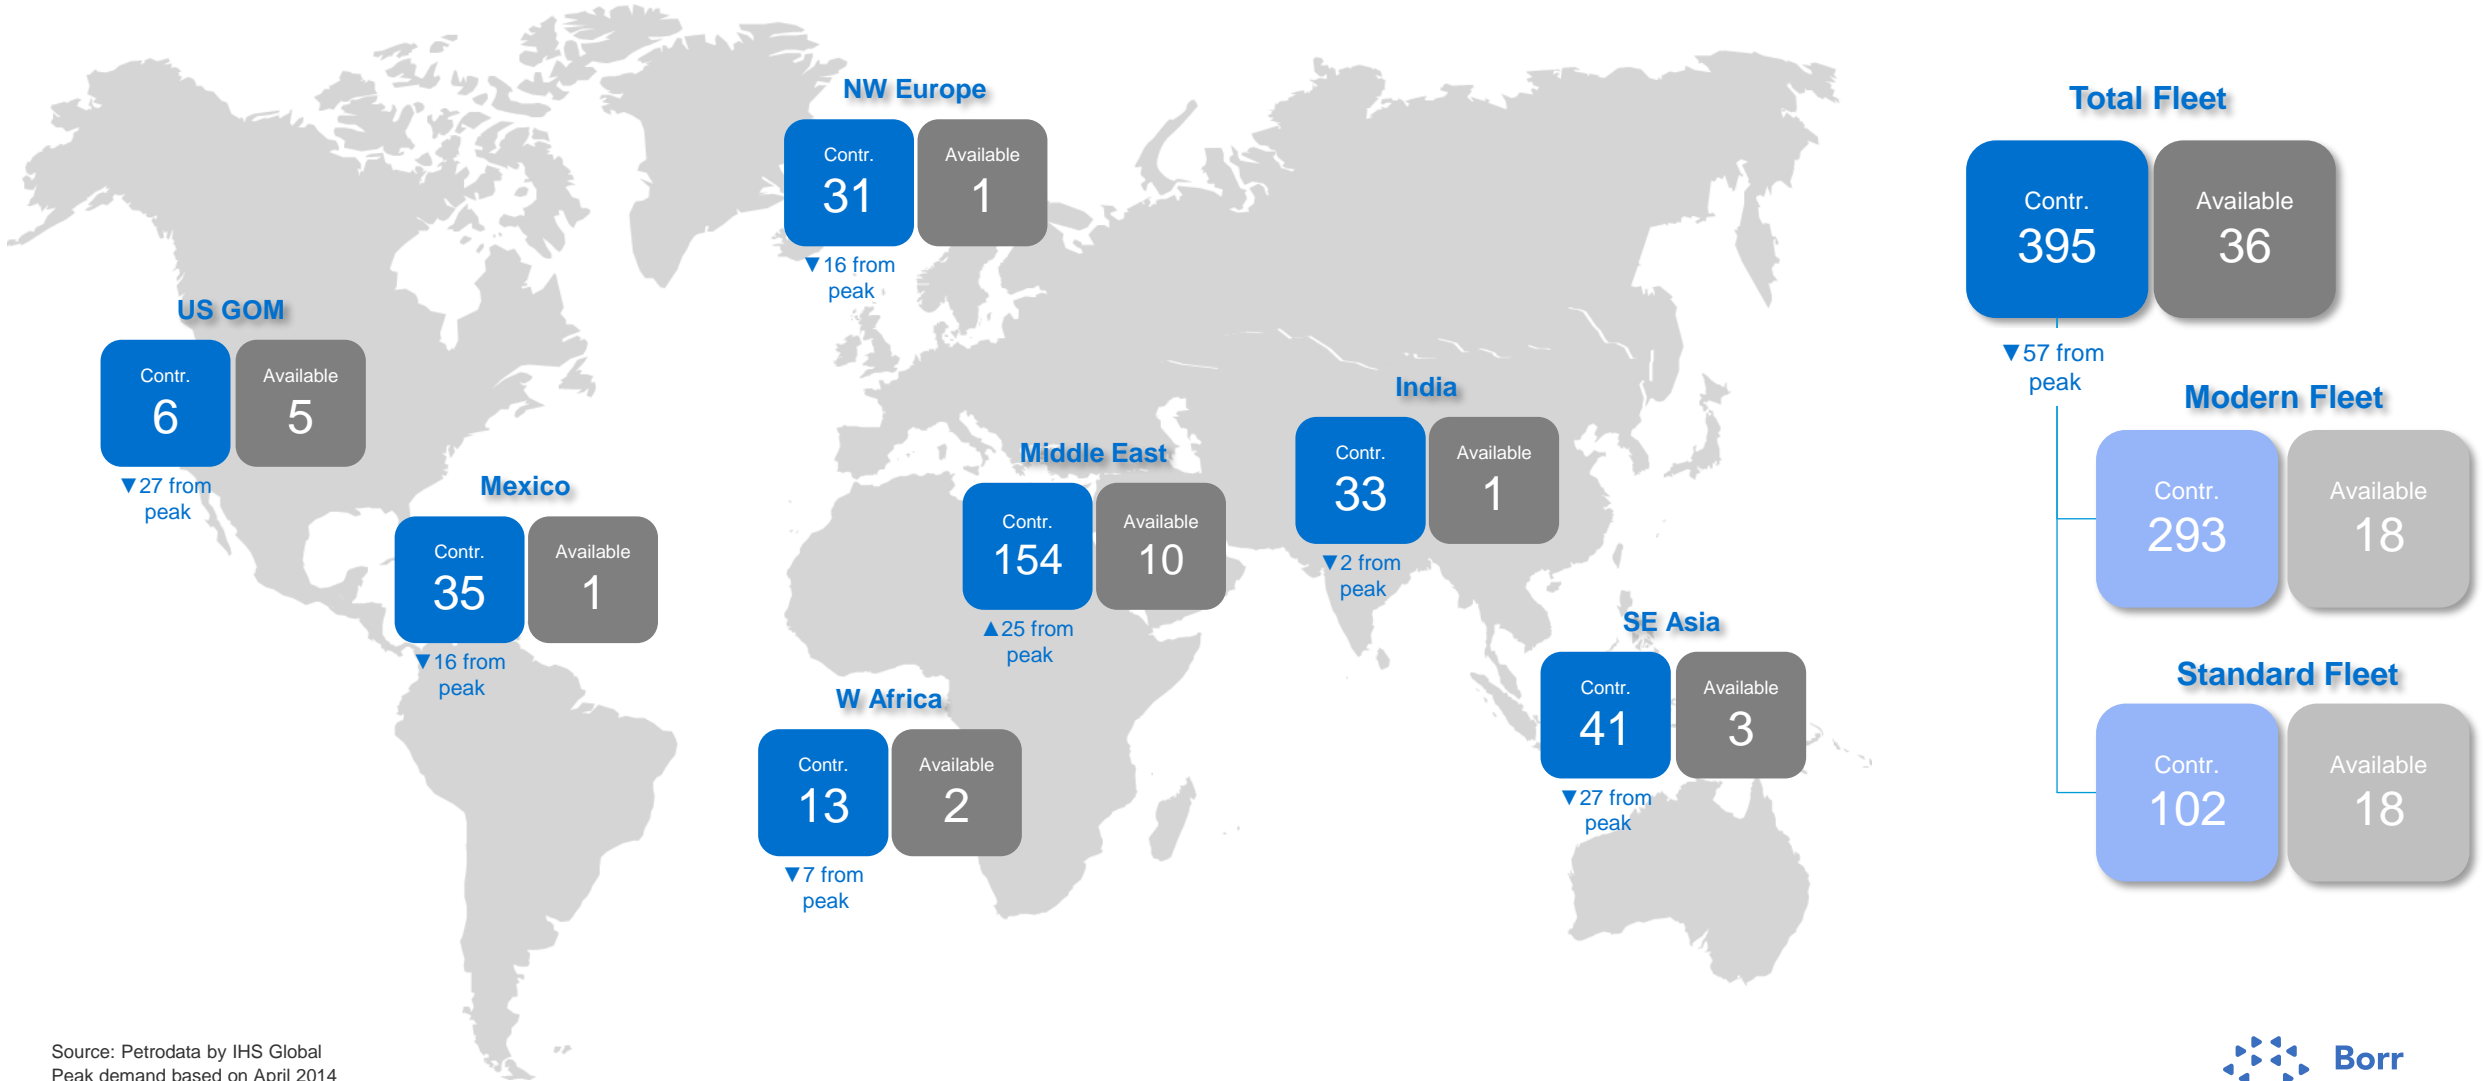 NW Europe
Contr.
31
Available
1
▼16 from
peak
US GOM
Contr.
6
Available
5
▼27 from
peak
Mexico
Contr.
35
Available
1
▼16 from
peak
Middle East
Contr.
154
Available
10
▲25 from
peak
W Africa
Contr.
13
Available
2
▼7 from
peak
India
Contr.
33
Available
1
▼2 from
peak
SE Asia
Contr.
41
Available
3
▼27 from
peak
Total Fleet
Contr.
395
Available
36
▼57 from
peak
Modern Fleet
Contr.
293
Available
18
Standard Fleet
Contr.
102
Available
18
Source: Petrodata by IHS Global
Peak demand based on April 2014
Borr